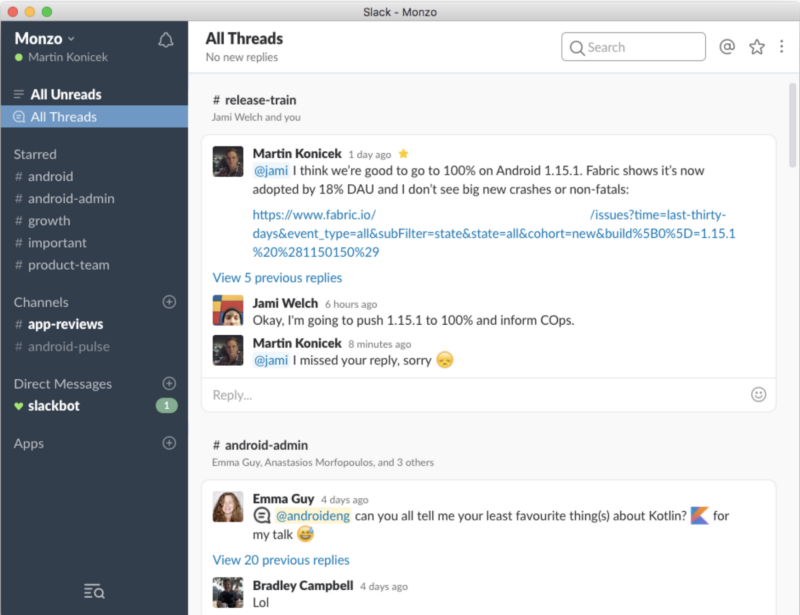 Slack - Monzo
Monzo
Martin Konicek
All Unreads
All Threads
Starred
# android
# android-admin
# growth
# important
# product-team
Channels
# app-reviews
# android-pulse
Direct Messages
slackbot 1
Apps
All Threads
No new replies
Search
# release-train
Jami Welch and you
Martin Konicek 1 day ago
@jami I think we're good to go to 100% on Android 1.15.1. Fabric shows it's now
adopted by 18% DAU and I don't see big new crashes or non-fatals:
https://www.fabric.io/ /issues?time=last-thirty-
days&event_type=all&subFilter=state&state=all&cohort=new&build%5B0%5D=1.15.1
%20%281150150%29
View 5 previous replies
Jami Welch 6 hours ago
Okay, I'm going to push 1.15.1 to 100% and inform COps.
Martin Konicek 8 minutes ago
@jami I missed your reply, sorry 😞
Reply...
# android-admin
Emma Guy, Anastasios Morfopoulos, and 3 others
Emma Guy 4 days ago
@androideng can you all tell me your least favourite thing(s) about Kotlin? for
my talk 😅
View 20 previous replies
Bradley Campbell 4 days ago
Lol